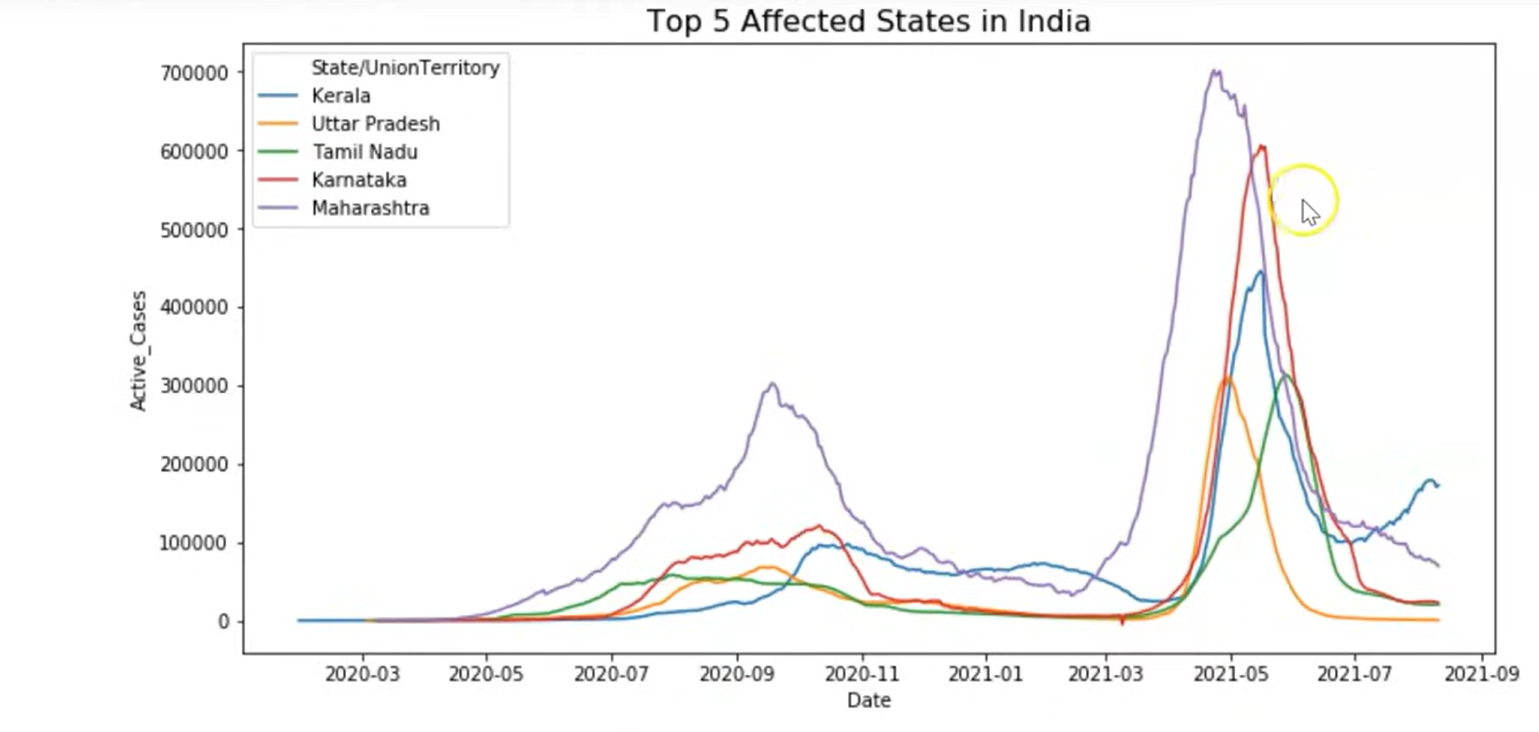 Top 5 Affected States in India
State/UnionTerritory
Kerala
Uttar Pradesh
Tamil Nadu
Karnataka
Maharashtra
Active_Cases
700000
600000
500000
400000
300000
200000
100000
0
2020-03 2020-05 2020-07 2020-09 2020-11 2021-01 2021-03 2021-05 2021-07 2021-09
Date